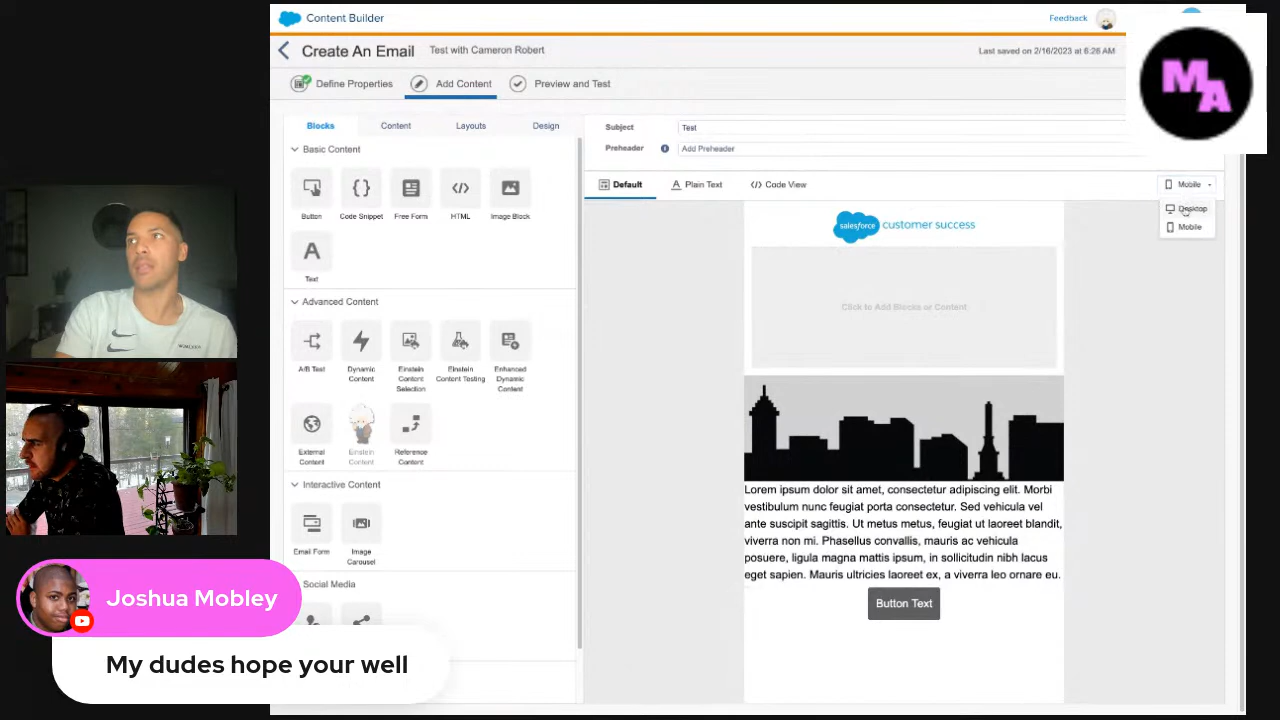 Content Builder
Feedback
Create An Email
Test with Cameron Robert
Last saved on 2/16/2023 at 6:26 AM
MA
Define Properties
Add Content
Preview and Test
Blocks
Content
Layouts
Design
Subject
Test
Preheader
Add Preheader
Basic Content
Button
Code Snippet
Free Form
HTML
Image Block
Text
Default
Plain Text
Code View
Mobile
Desktop
Mobile
salesforce customer success
Click to Add Blocks or Content
Advanced Content
A/B Test
Dynamic
Content
Einstein
Content
Selection
Einstein
Content Testing
Enhanced
Dynamic
Content
External
Content
Einstein
Content
Reference
Content
Interactive Content
Email Form
Image
Carousel
Social Media
Lorem ipsum dolor sit amet, consectetur adipiscing elit. Morbi
vestibulum nunc feugiat porta consectetur. Sed vehicula vel
ante suscipit sagittis. Ut metus metus, feugiat ut laoreet blandit,
viverra non mi. Phasellus convallis, mauris ac vehicula
posuere, ligula magna mattis ipsum, in sollicitudin nibh lacus
eget sapien. Mauris ultricies laoreet ex, a viverra leo ornare eu.
Button Text
Joshua Mobley
My dudes hope your well